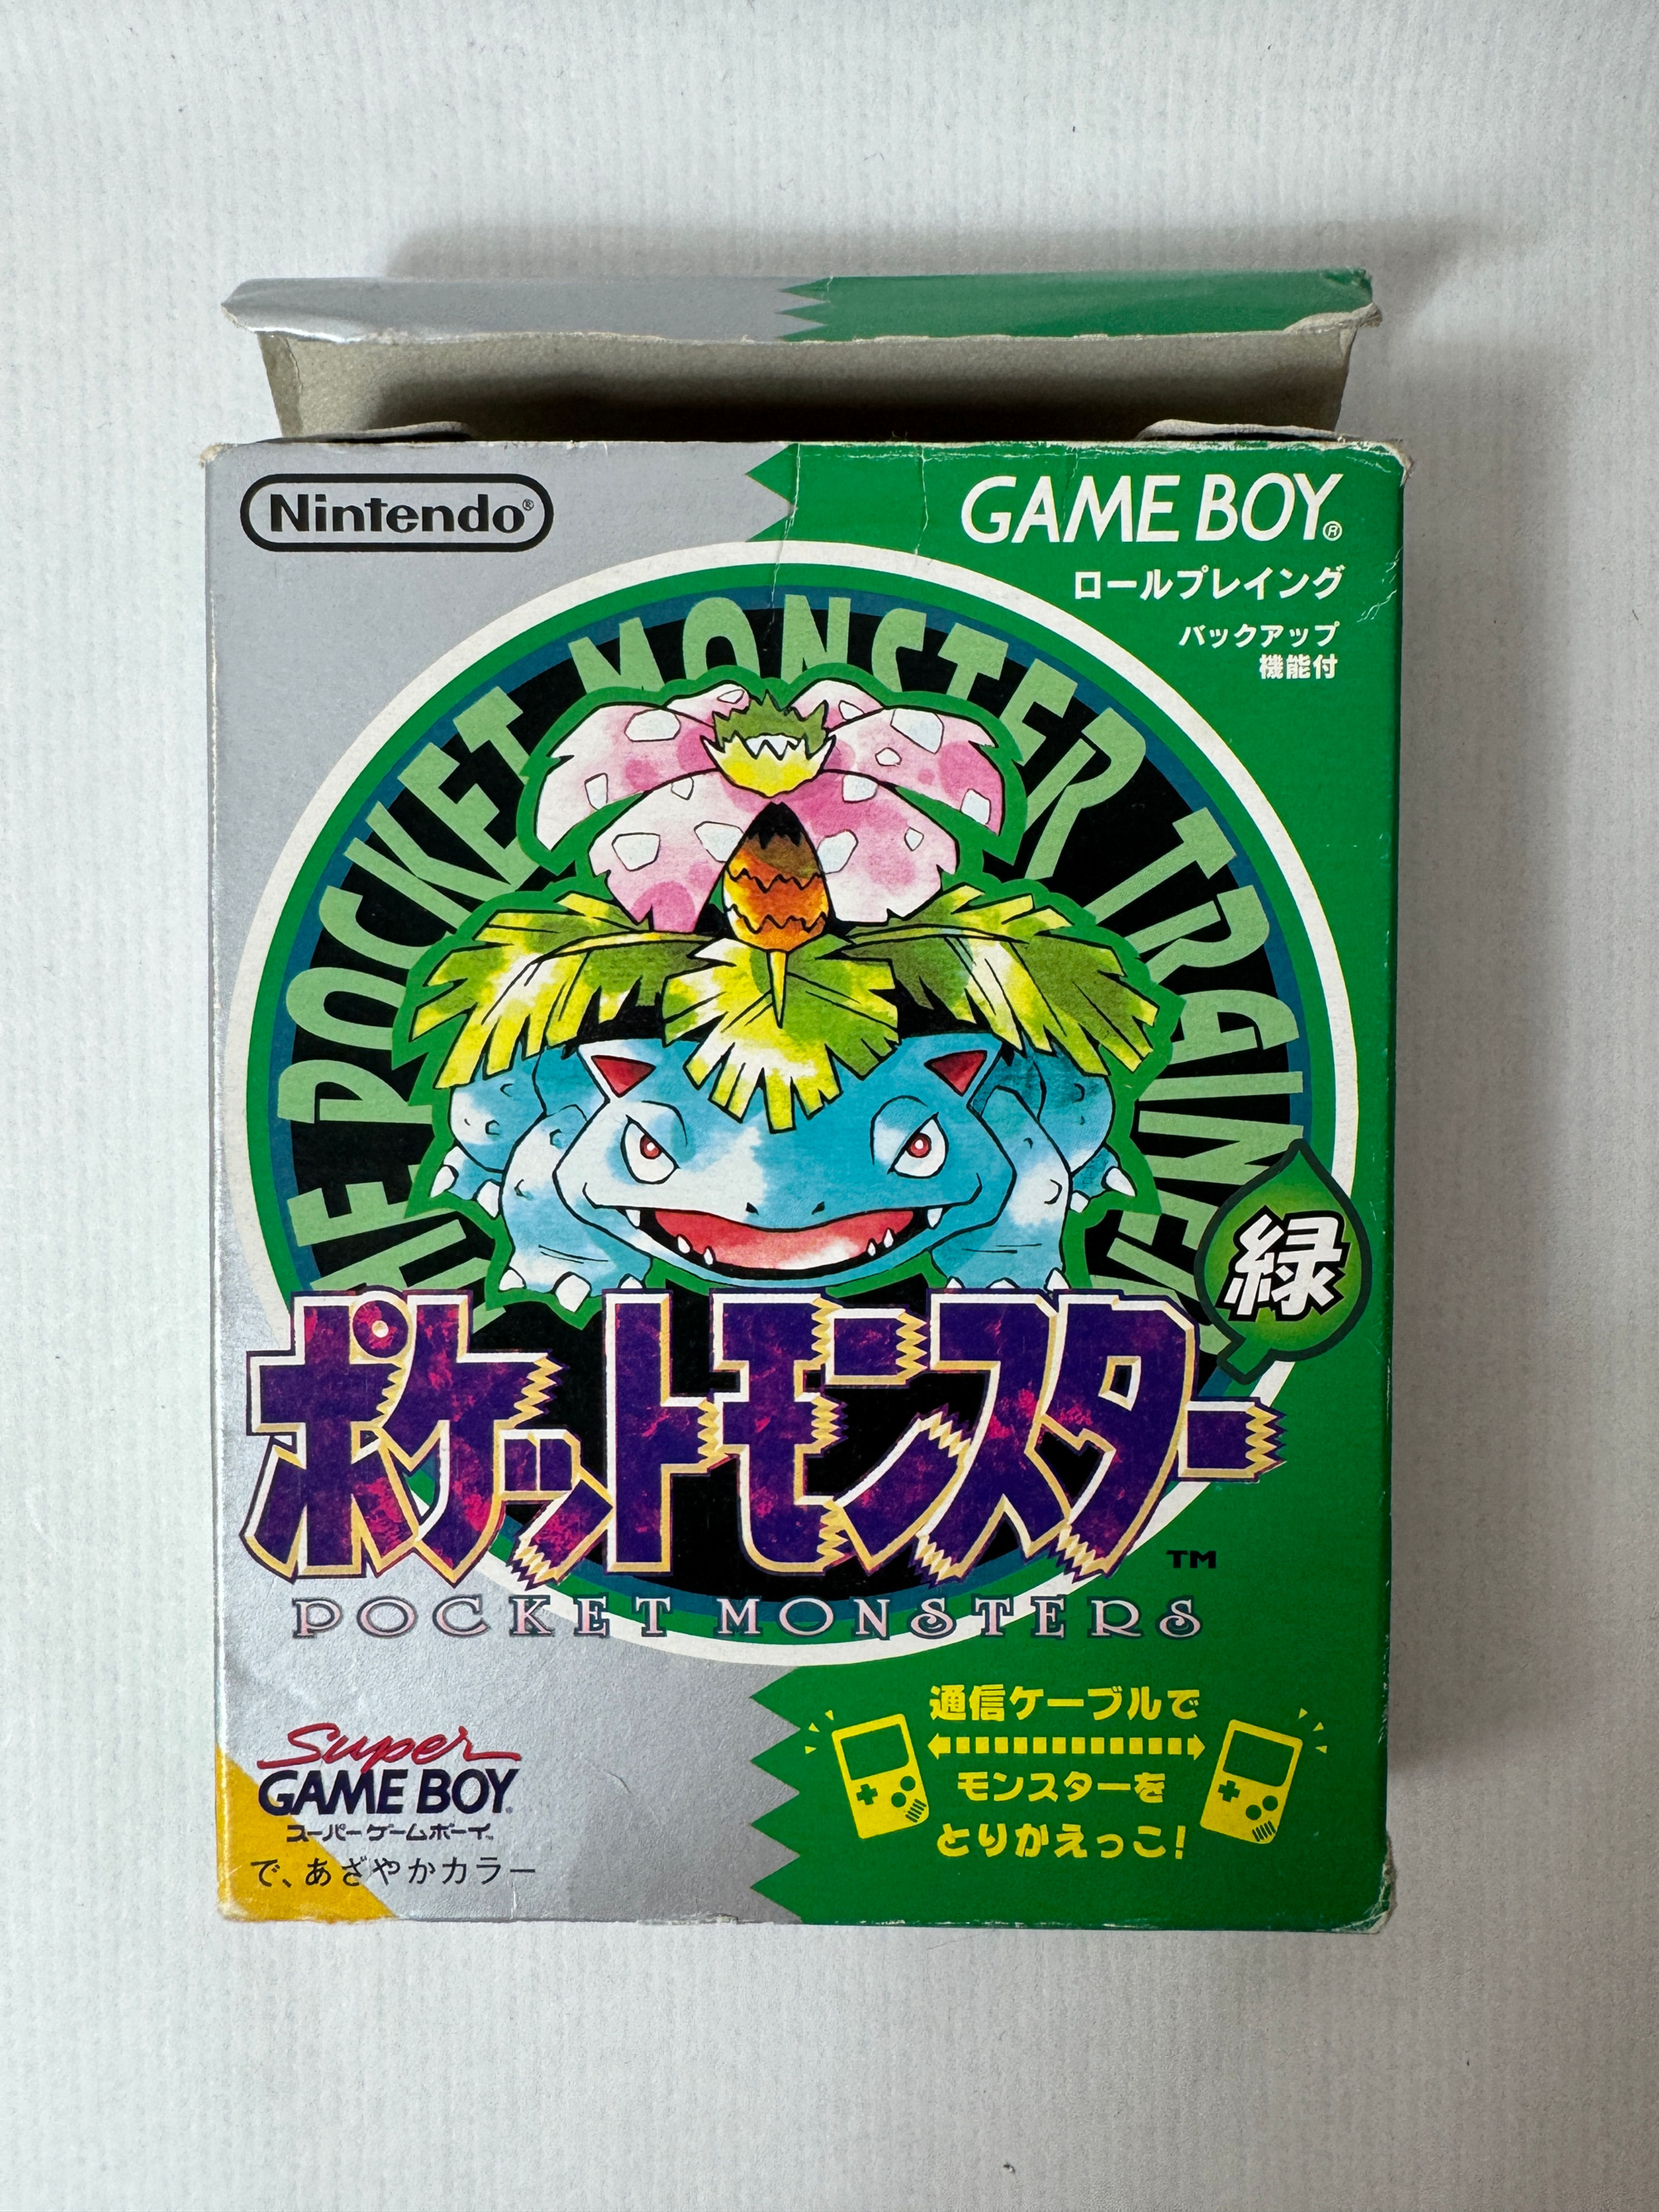 Nintendo®
GAME BOY®
ロールプレイング
バックアップ
機能付
POCKET MONSTER TRAINER
緑
ポケットモンスター
TM
POCKET MONSTERS
通信ケーブルで
モンスターを
とりかえっこ!
Super
GAME BOY
スーパーゲームボーイ
で、あざやかカラー